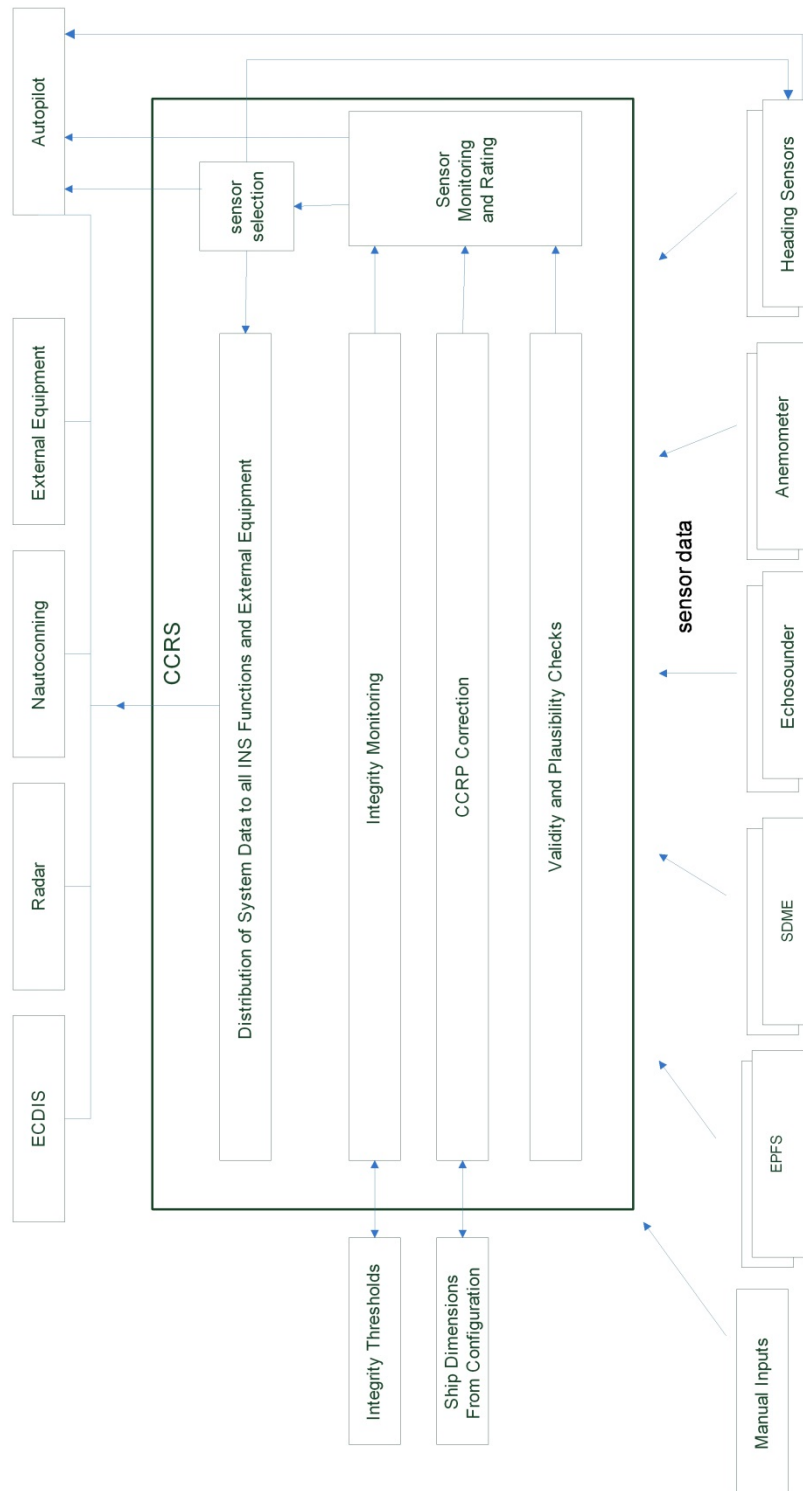 ECDIS
Radar
Nautoconning
External Equipment
Autopilot
CCRS
sensor
selection
Distribution of System Data to all INS Functions and External Equipment
Integrity Thresholds
Integrity Monitoring
Sensor
Monitoring
and Rating
Ship Dimensions
From Configuration
CCRP Correction
Validity and Plausibility Checks
sensor data
Manual Inputs
EPFS
SDME
Echosounder
Anemometer
Heading Sensors